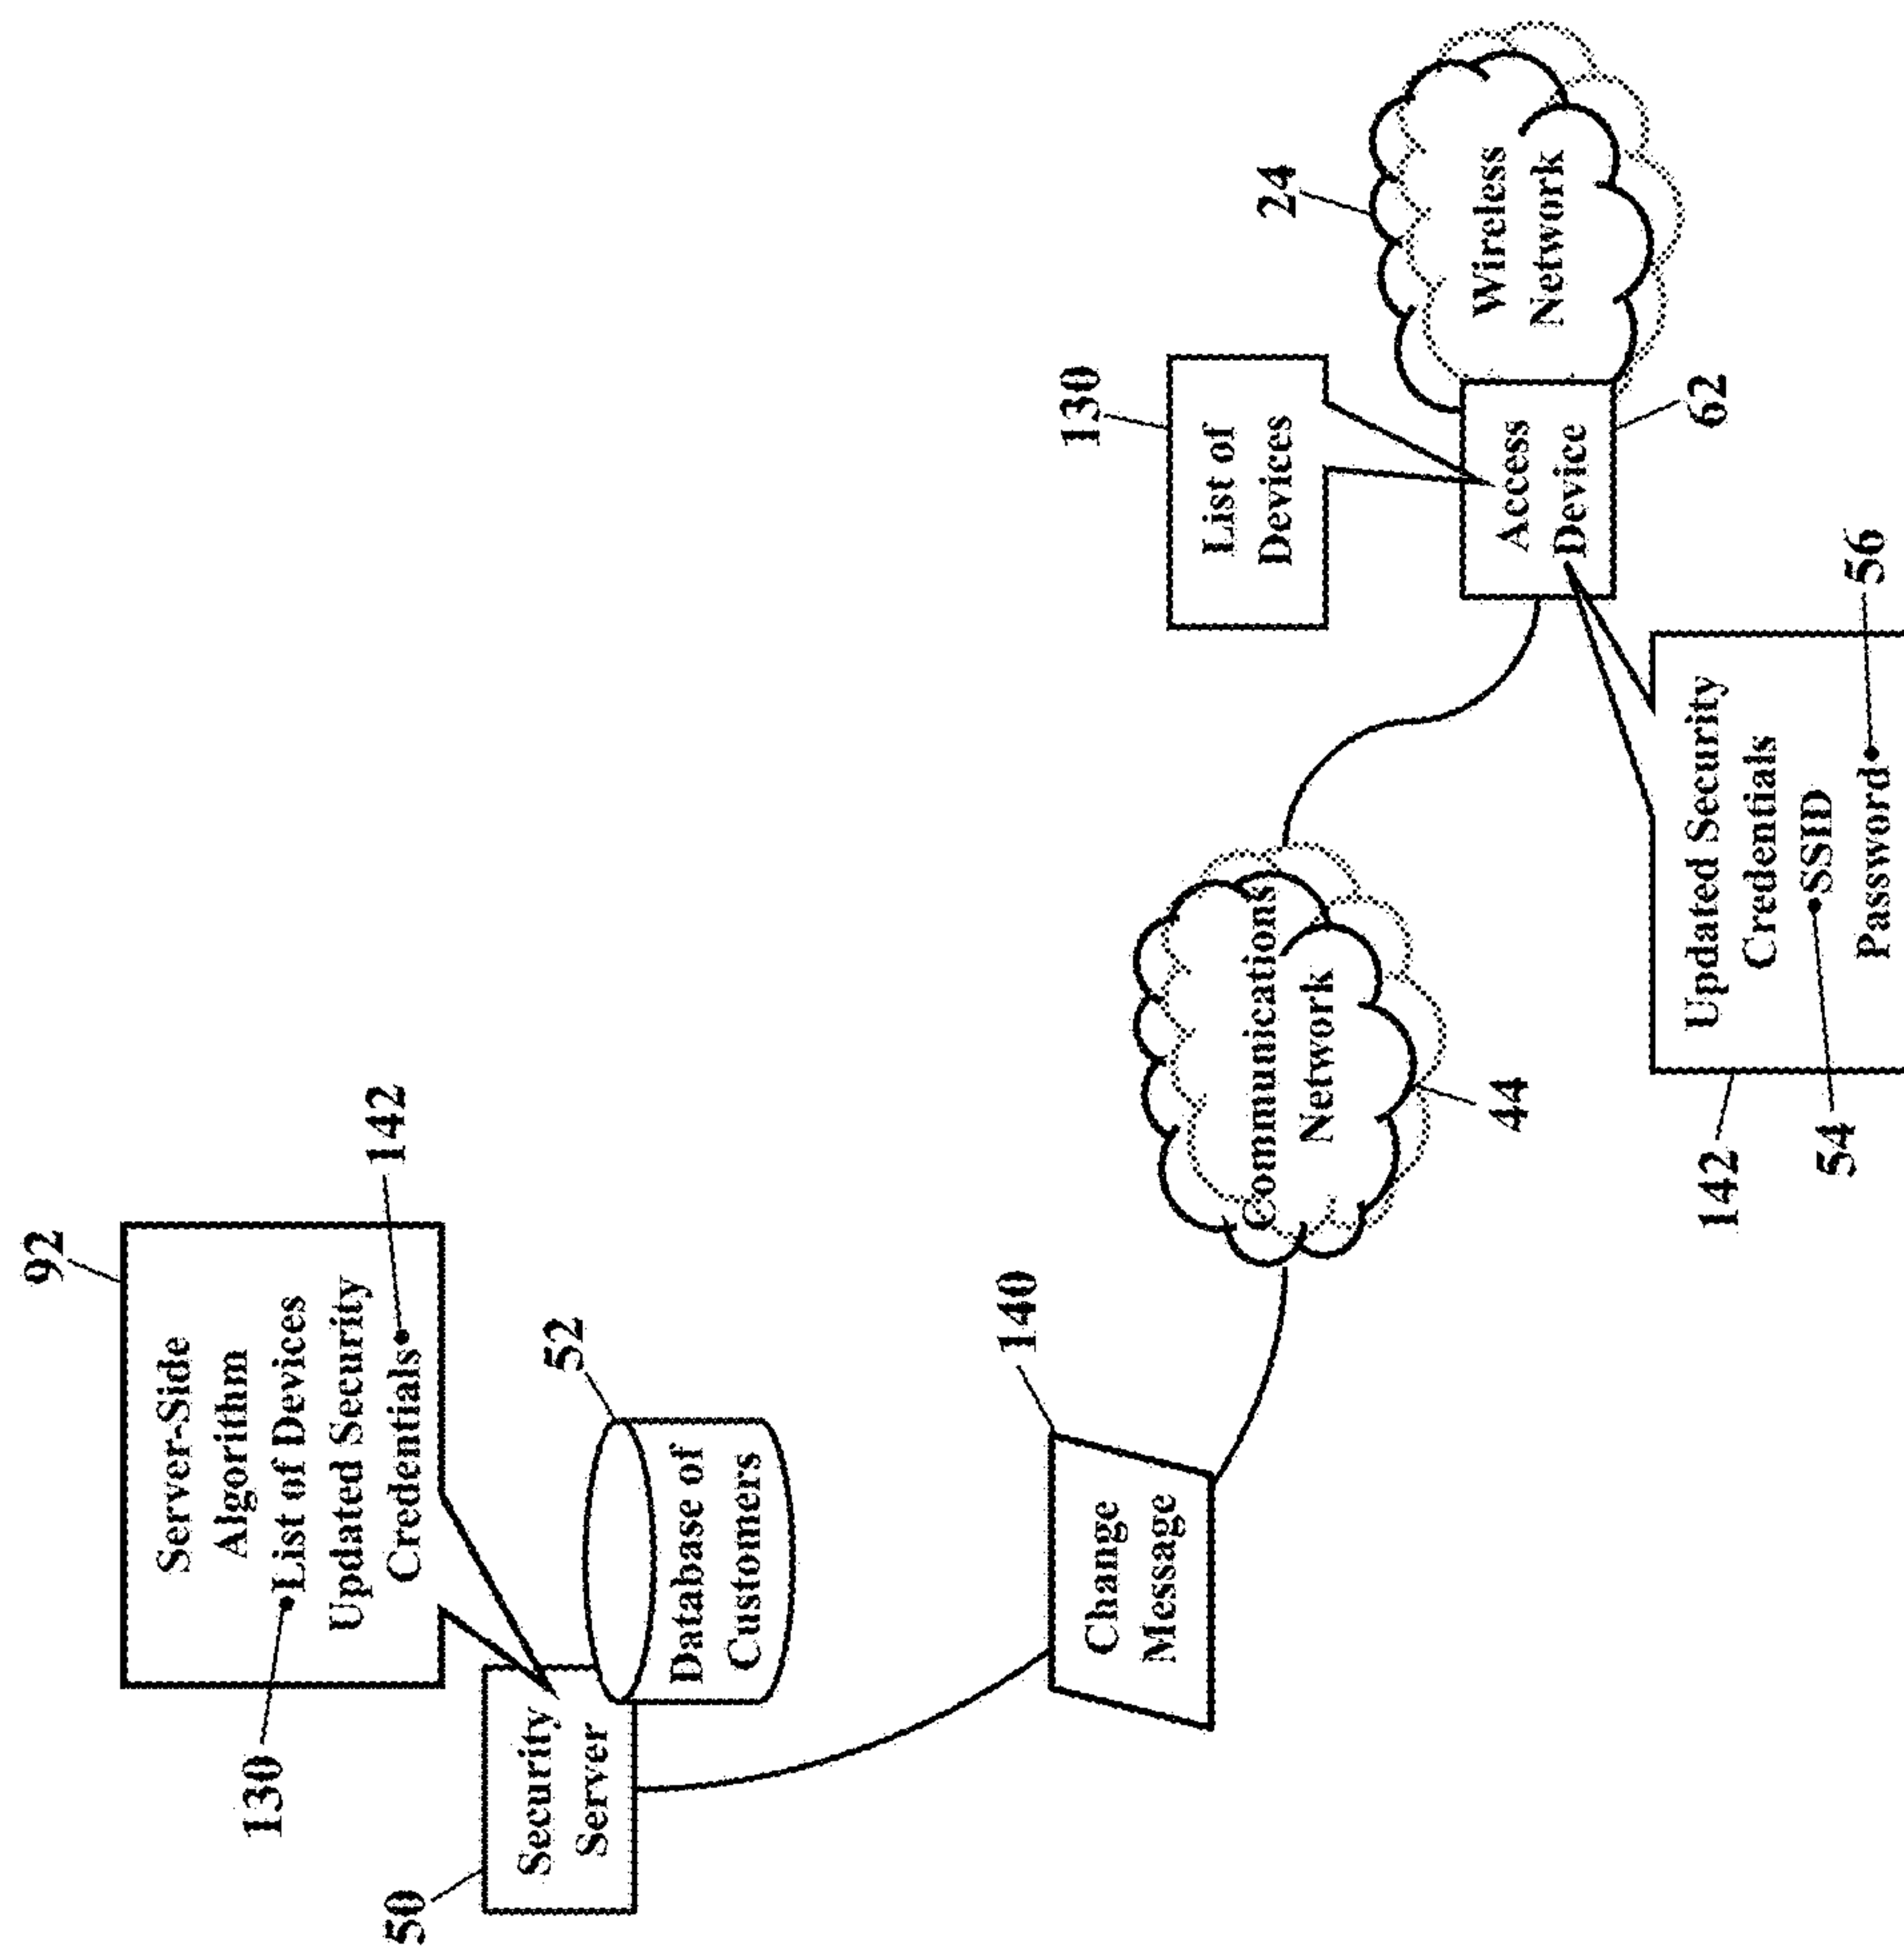 92
Server-Side
Algorithm
List of Devices
Updated Security
Credentials
130
142
50
Security
Server
52
Database of
Customers
140
Change
Message
Communications
Network
44
130
List of
Devices
24
Wireless
Network
Access
Device
62
142
Updated Security
Credentials
SSID
54
Password
56